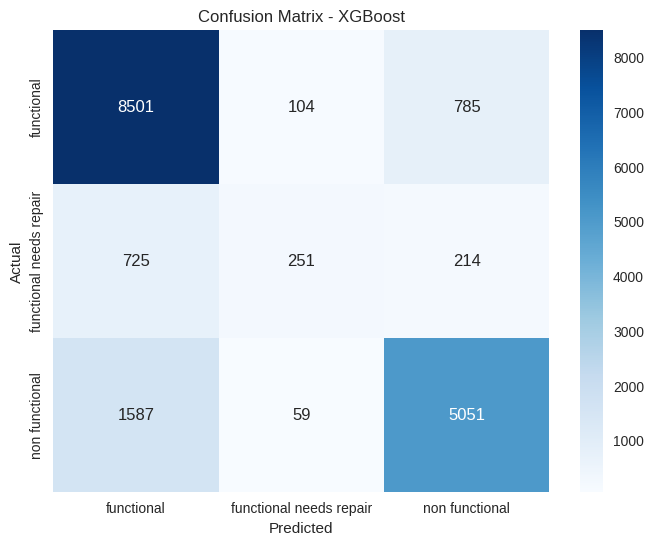 Confusion Matrix - XGBoost
Actual
functional
8501
104
785
functional needs repair
725
251
214
non functional
1587
59
5051
functional
functional needs repair
non functional
Predicted
8000
7000
6000
5000
4000
3000
2000
1000